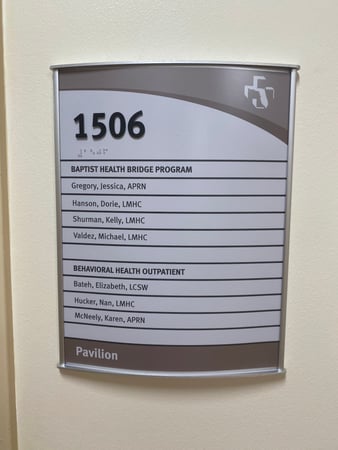 1506
BAPTIST HEALTH BRIDGE PROGRAM
Gregory, Jessica, APRN
Hanson, Dorie, LMHC
Shurman, Kelly, LMHC
Valdez, Michael, LMHC
BEHAVIORAL HEALTH OUTPATIENT
Bateh, Elizabeth, LCSW
Hucker, Nan, LMHC
McNeely, Karen, APRN
Pavilion